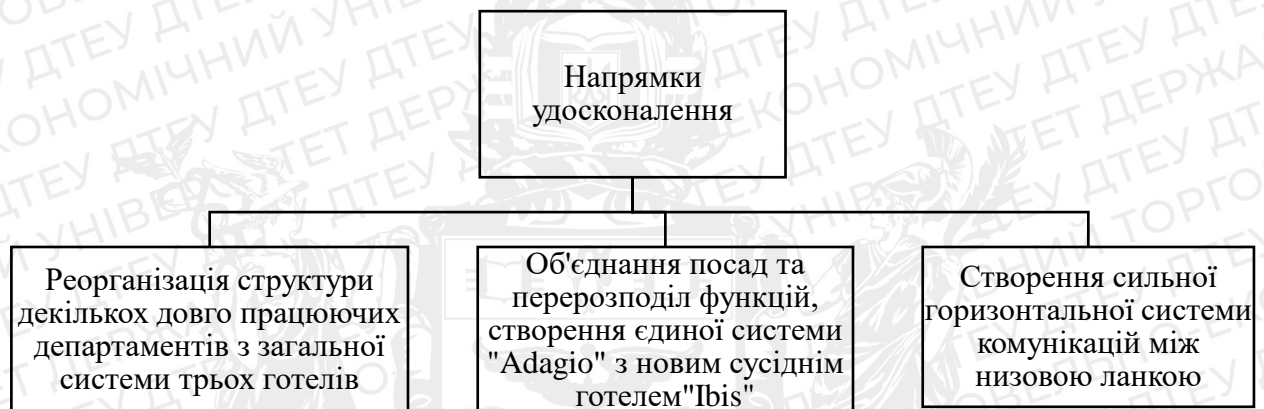 Напрямки
удосконалення
Реорганізація структури
декількох довго працюючих
департаментів з загальної
системи трьох готелів
Об'єднання посад та
перерозподіл функцій,
створення єдиної системи
"Adagio" з новим сусіднім
готелем"Ibis"
Створення сильної
горизонтальної системи
комунікацій між
низовою ланкою